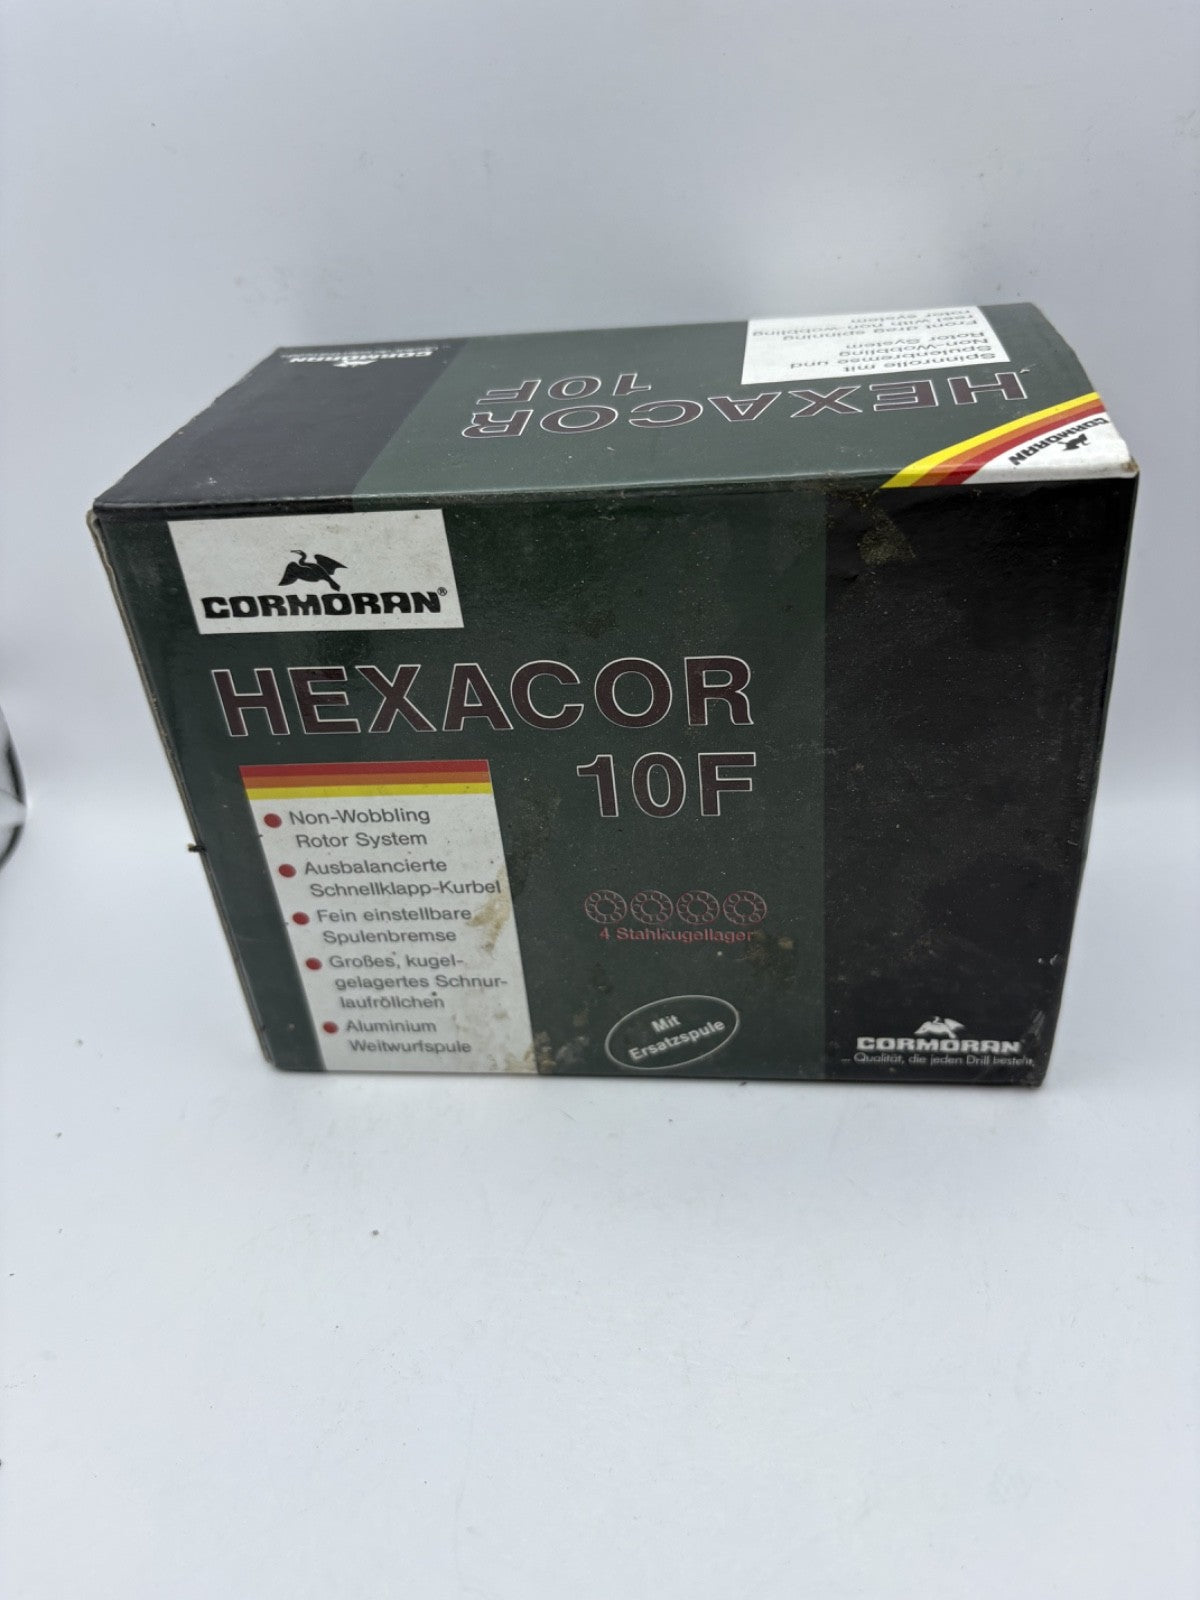 CORMORAN
Spinnrolle mit
Spulenbremse und
Non-Wobbling
Rotor System
Front drag spinning
reel with non-wobbling
rotor system
HEXACOR
10F
CORMORAN
CORMORAN®
HEXACOR
10F
Non-Wobbling
Rotor System
Ausbalancierte
Schnellklapp-Kurbel
Fein einstellbare
Spulenbremse
Großes, kugel-
gelagertes Schnur-
laufröllchen
Aluminium
Weitwurfspule
4 Stahlkugellager
Mit
Ersatzspule
CORMORAN
... Qualität, die jeden Drill besteht